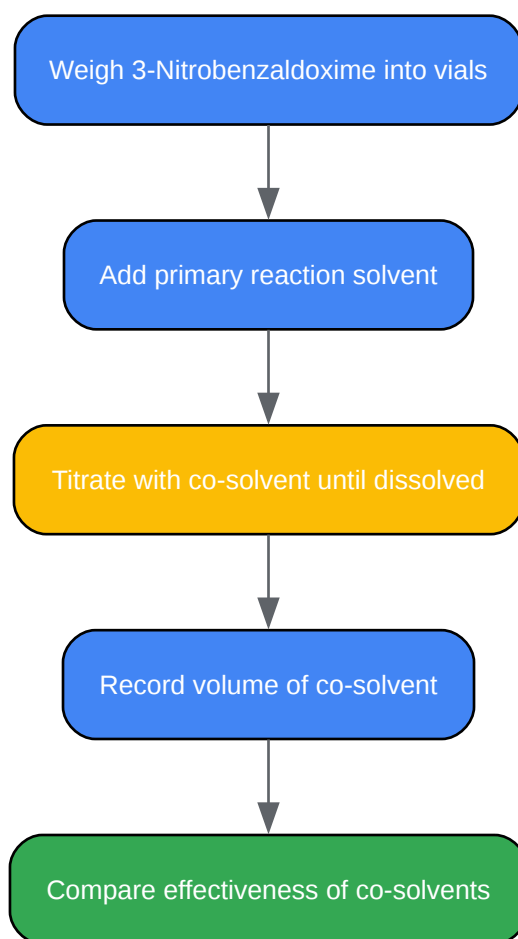 Weigh 3-Nitrobenzaldoxime into vials
Add primary reaction solvent
Titrate with co-solvent until dissolved
Record volume of co-solvent
Compare effectiveness of co-solvents